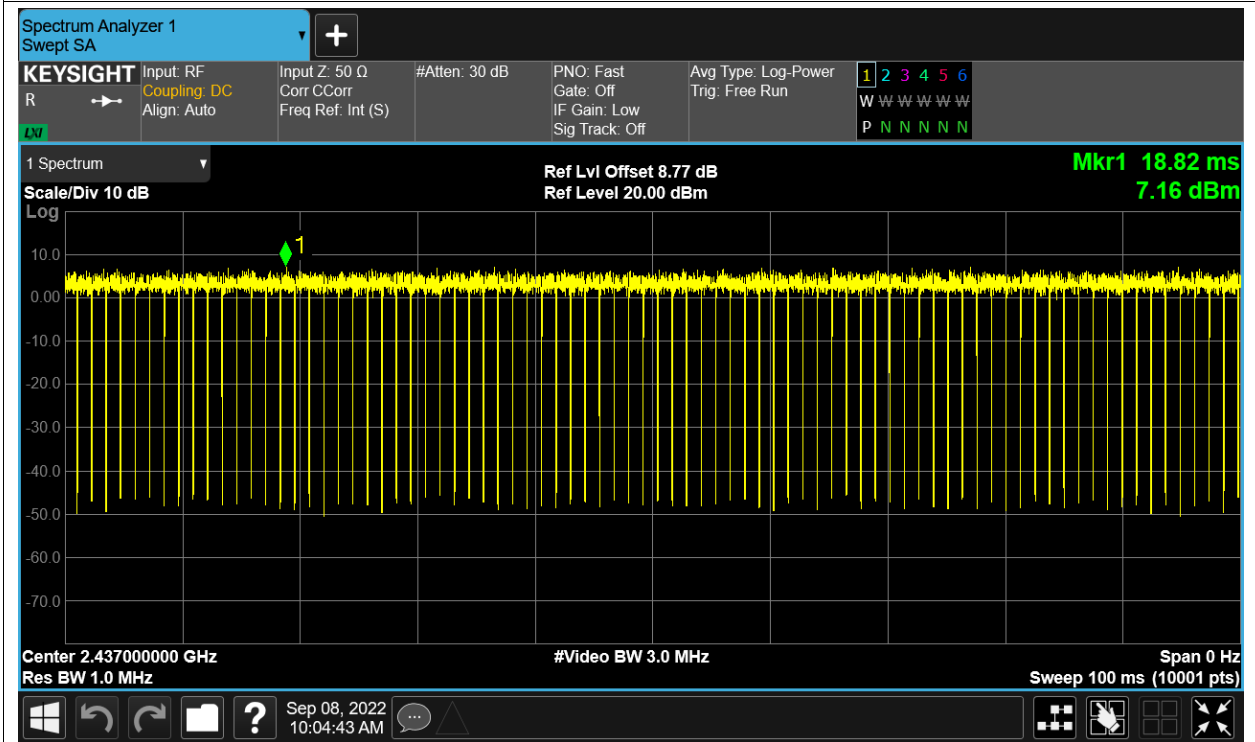 Spectrum Analyzer 1
Swept SA
+
KEYSIGHT
R
LXI
Input: RF
Coupling: DC
Align: Auto
Input Z: 50 Ω
Corr CCorr
Freq Ref: Int (S)
#Atten: 30 dB
PNO: Fast
Gate: Off
IF Gain: Low
Sig Track: Off
Avg Type: Log-Power
Trig: Free Run
1 2 3 4 5 6
W W W W W W
P N N N N N
1 Spectrum
Scale/Div 10 dB
Log
Ref Lvl Offset 8.77 dB
Ref Level 20.00 dBm
Mkr1 18.82 ms
7.16 dBm
1
10.0
0.00
-10.0
-20.0
-30.0
-40.0
-50.0
-60.0
-70.0
Center 2.437000000 GHz
Res BW 1.0 MHz
#Video BW 3.0 MHz
Span 0 Hz
Sweep 100 ms (10001 pts)
?
Sep 08, 2022
10:04:43 AM